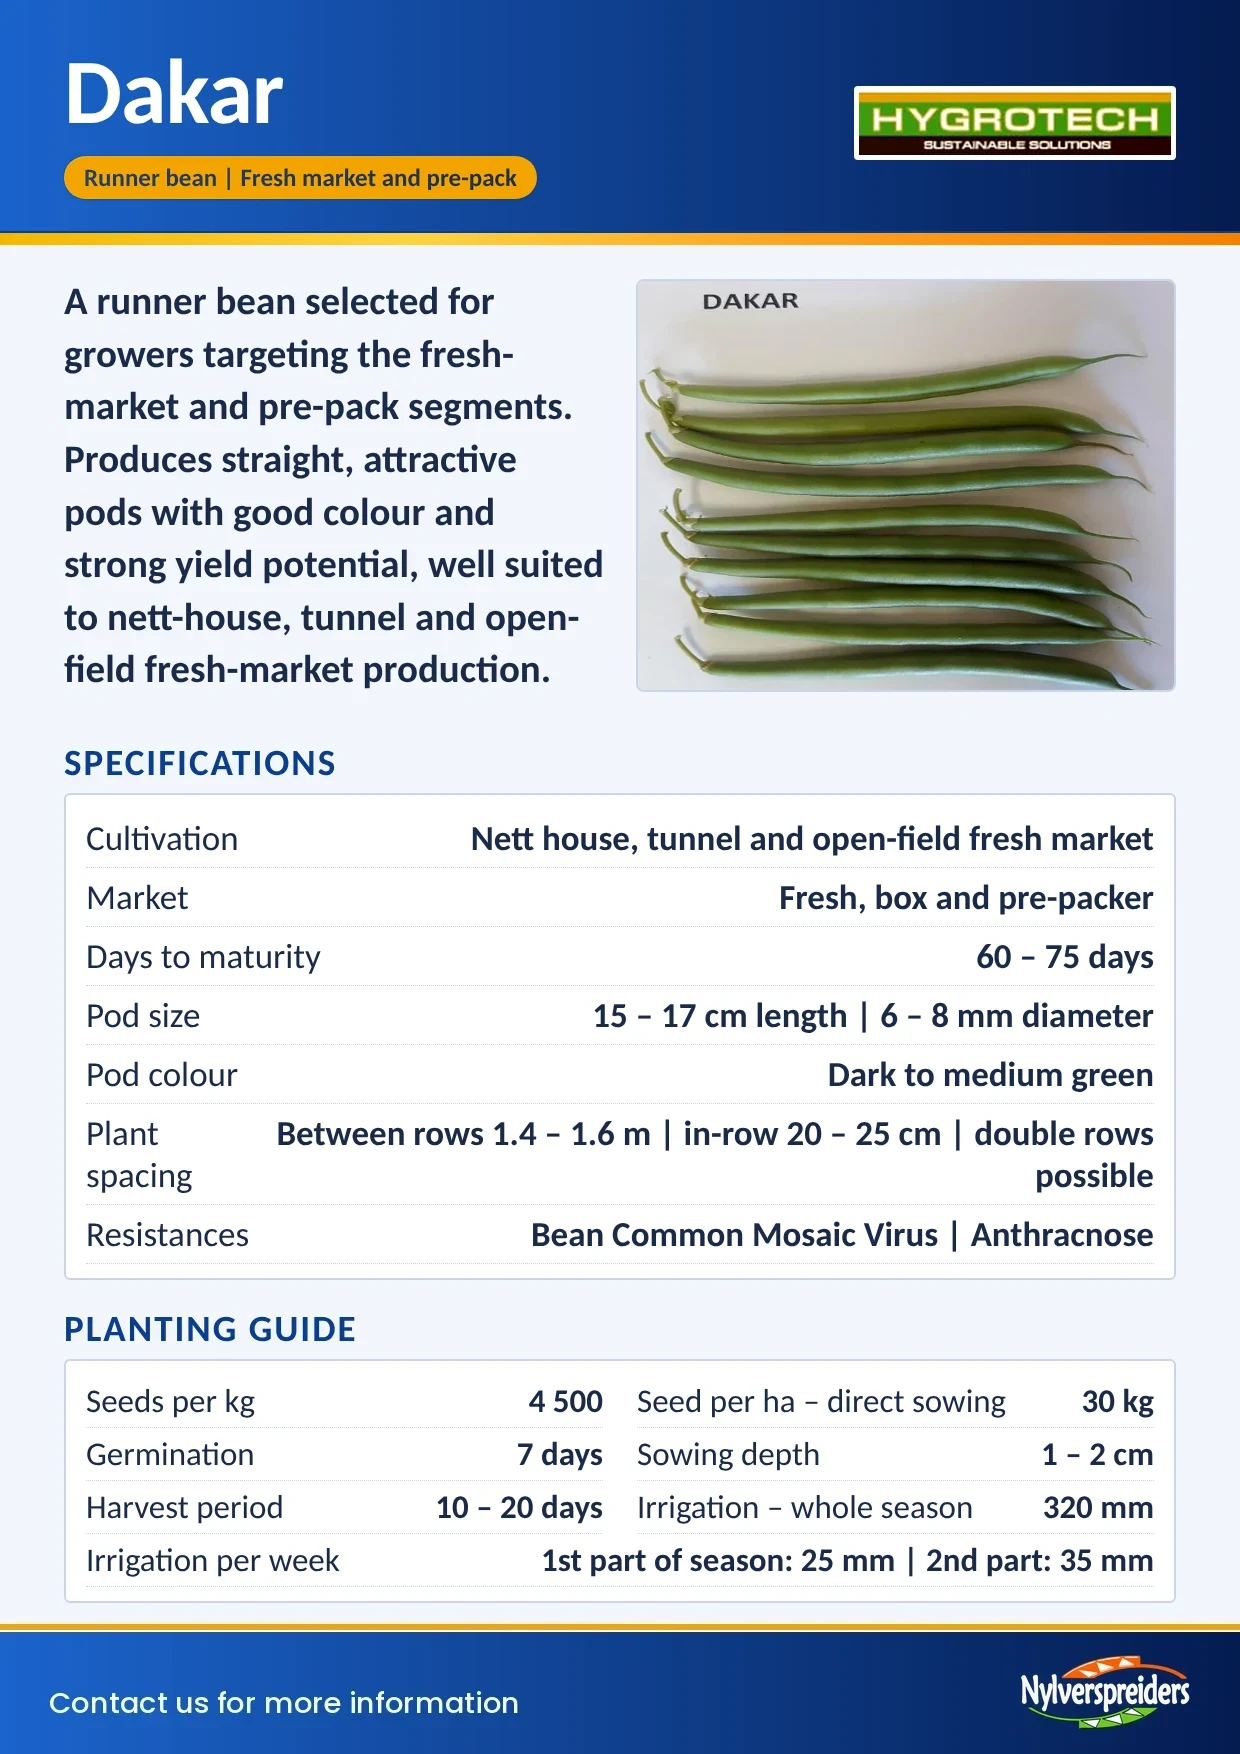 Dakar
HYGROTECH
SUSTAINABLE SOLUTIONS
Runner bean | Fresh market and pre-pack
A runner bean selected for
growers targeting the fresh-
market and pre-pack segments.
Produces straight, attractive
pods with good colour and
strong yield potential, well suited
to nett-house, tunnel and open-
field fresh-market production.
DAKAR
SPECIFICATIONS
Cultivation Nett house, tunnel and open-field fresh market
Market Fresh, box and pre-packer
Days to maturity 60 – 75 days
Pod size 15 – 17 cm length | 6 – 8 mm diameter
Pod colour Dark to medium green
Plant Between rows 1.4 – 1.6 m | in-row 20 – 25 cm | double rows
spacing possible
Resistances Bean Common Mosaic Virus | Anthracnose
PLANTING GUIDE
Seeds per kg 4 500 Seed per ha – direct sowing 30 kg
Germination 7 days Sowing depth 1 – 2 cm
Harvest period 10 – 20 days Irrigation – whole season 320 mm
Irrigation per week 1st part of season: 25 mm | 2nd part: 35 mm
Contact us for more information
Nylverspreiders